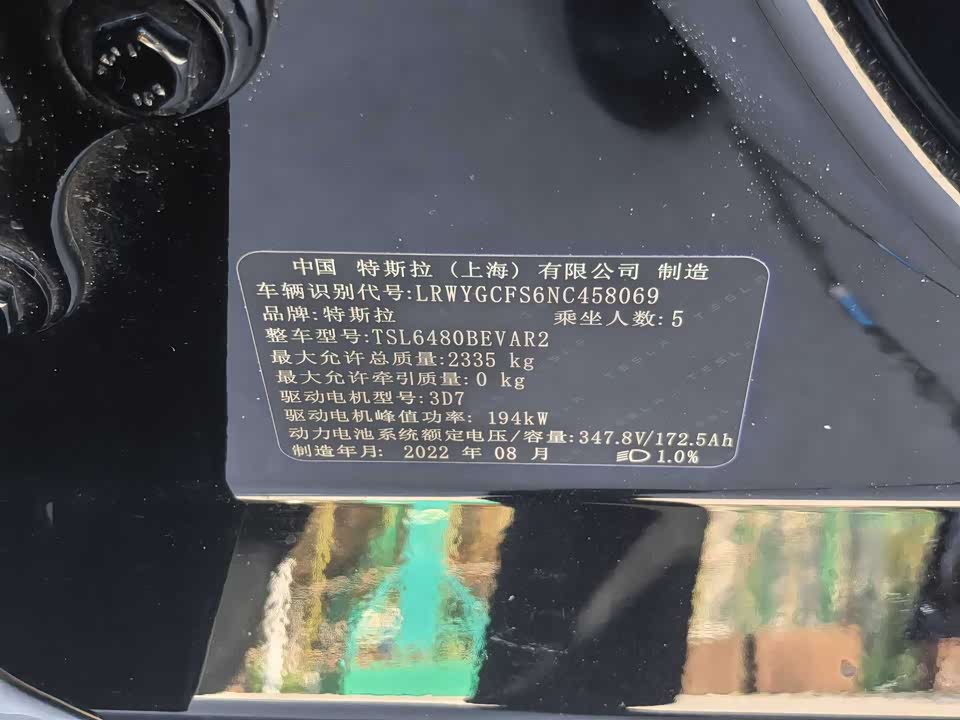 中国 特斯拉（上海）有限公司 制造
车辆识别代号:LRWYGCFS6NC458069
品牌:特斯拉 乘坐人数:5
整车型号:TSL6480BEVAR2
最大允许总质量:2335 kg
最大允许牵引质量:0 kg
驱动电机型号:3D7
驱动电机峰值功率: 194kW
动力电池系统额定电压/容量:347.8V/172.5Ah
制造年月: 2022 年 08 月 1.0%
TESLA TESLA TESLA